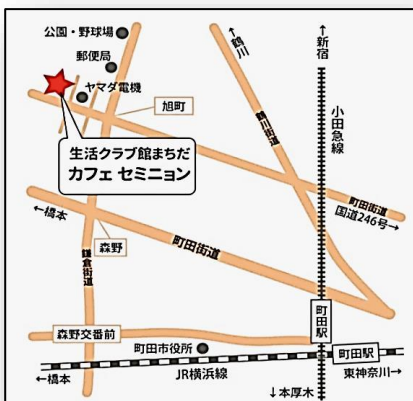 公園・野球場
郵便局
ヤマダ電機
旭町
生活クラブ館まちだ
カフェ セミニョン
←鶴川
鶴川街道
↑新宿
小田急線
町田街道
国道246号→
←橋本
森野
鎌倉街道
町田街道
森野交番前
町田市役所
町田駅
町田駅
←橋本
JR横浜線
東神奈川→
↓本厚木